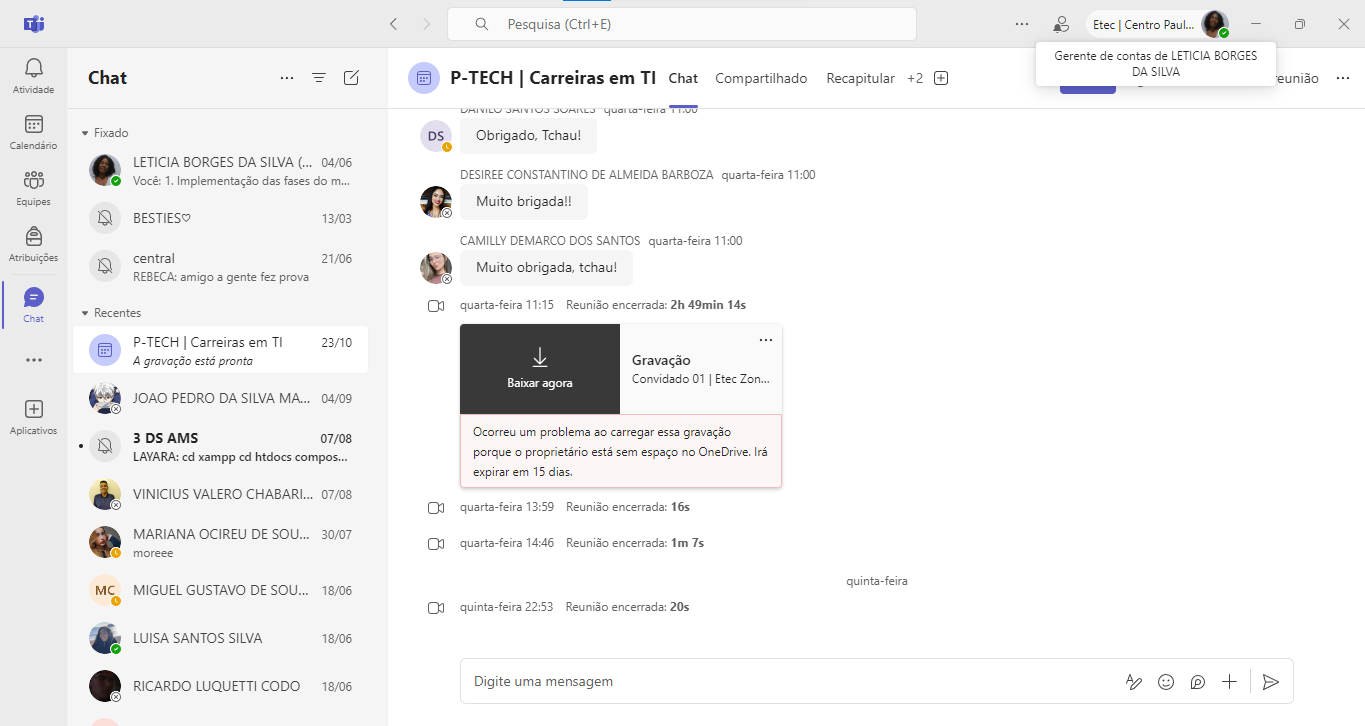 Pesquisa (Ctrl+E)
Etec | Centro Paul...
Gerente de contas de LETICIA BORGES
DA SILVA
Atividade
Calendário
Equipes
Atribuições
Chat
Aplicativos
Chat
Fixado
LETICIA BORGES DA SILVA (... 04/06
Você: 1. Implementação das fases do m...
BESTIES♡ 13/03
central 21/06
REBECA: amigo a gente fez prova
Recentes
P-TECH | Carreiras em TI 23/10
A gravação está pronta
JOAO PEDRO DA SILVA MA... 04/09
3 DS AMS 07/08
LAYARA: cd xampp cd htdocs compos...
VINICIUS VALERO CHABARI... 07/08
MARIANA OCIREU DE SOU... 30/07
moreee
MC MIGUEL GUSTAVO DE SOU... 18/06
LUISA SANTOS SILVA 18/06
RICARDO LUQUETTI CODO 18/06
P-TECH | Carreiras em TI Chat Compartilhado Recapitular +2
reunião
DANILO SANTOS SOARES quarta-feira 11:00
DS Obrigado, Tchau!
DESIREE CONSTANTINO DE ALMEIDA BARBOZA quarta-feira 11:00
Muito brigada!!
CAMILLY DEMARCO DOS SANTOS quarta-feira 11:00
Muito obrigada, tchau!
quarta-feira 11:15 Reunião encerrada: 2h 49min 14s
Baixar agora
Gravação
Convidado 01 | Etec Zon...
Ocorreu um problema ao carregar essa gravação
porque o proprietário está sem espaço no OneDrive. Irá
expirar em 15 dias.
quarta-feira 13:59 Reunião encerrada: 16s
quarta-feira 14:46 Reunião encerrada: 1m 7s
quinta-feira
quinta-feira 22:53 Reunião encerrada: 20s
Digite uma mensagem